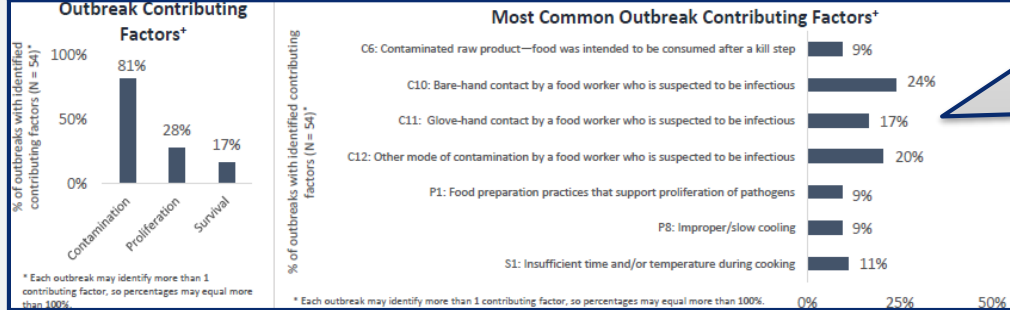 Outbreak Contributing
Factors⁺
% of outbreaks with identified
contributing factors (N = 54)*
100%
50%
0%
81%
28%
17%
Contamination
Proliferation
Survival
* Each outbreak may identify more than 1
contributing factor, so percentages may equal more
than 100%.
Most Common Outbreak Contributing Factors⁺
% of outbreaks with identified contributing
factors (N = 54)*
C6: Contaminated raw product—food was intended to be consumed after a kill step
9%
C10: Bare-hand contact by a food worker who is suspected to be infectious
24%
C11: Glove-hand contact by a food worker who is suspected to be infectious
17%
C12: Other mode of contamination by a food worker who is suspected to be infectious
20%
P1: Food preparation practices that support proliferation of pathogens
9%
P8: Improper/slow cooling
9%
S1: Insufficient time and/or temperature during cooking
11%
* Each outbreak may identify more than 1 contributing factor, so percentages may equal more than 100%.
0%
25%
50%